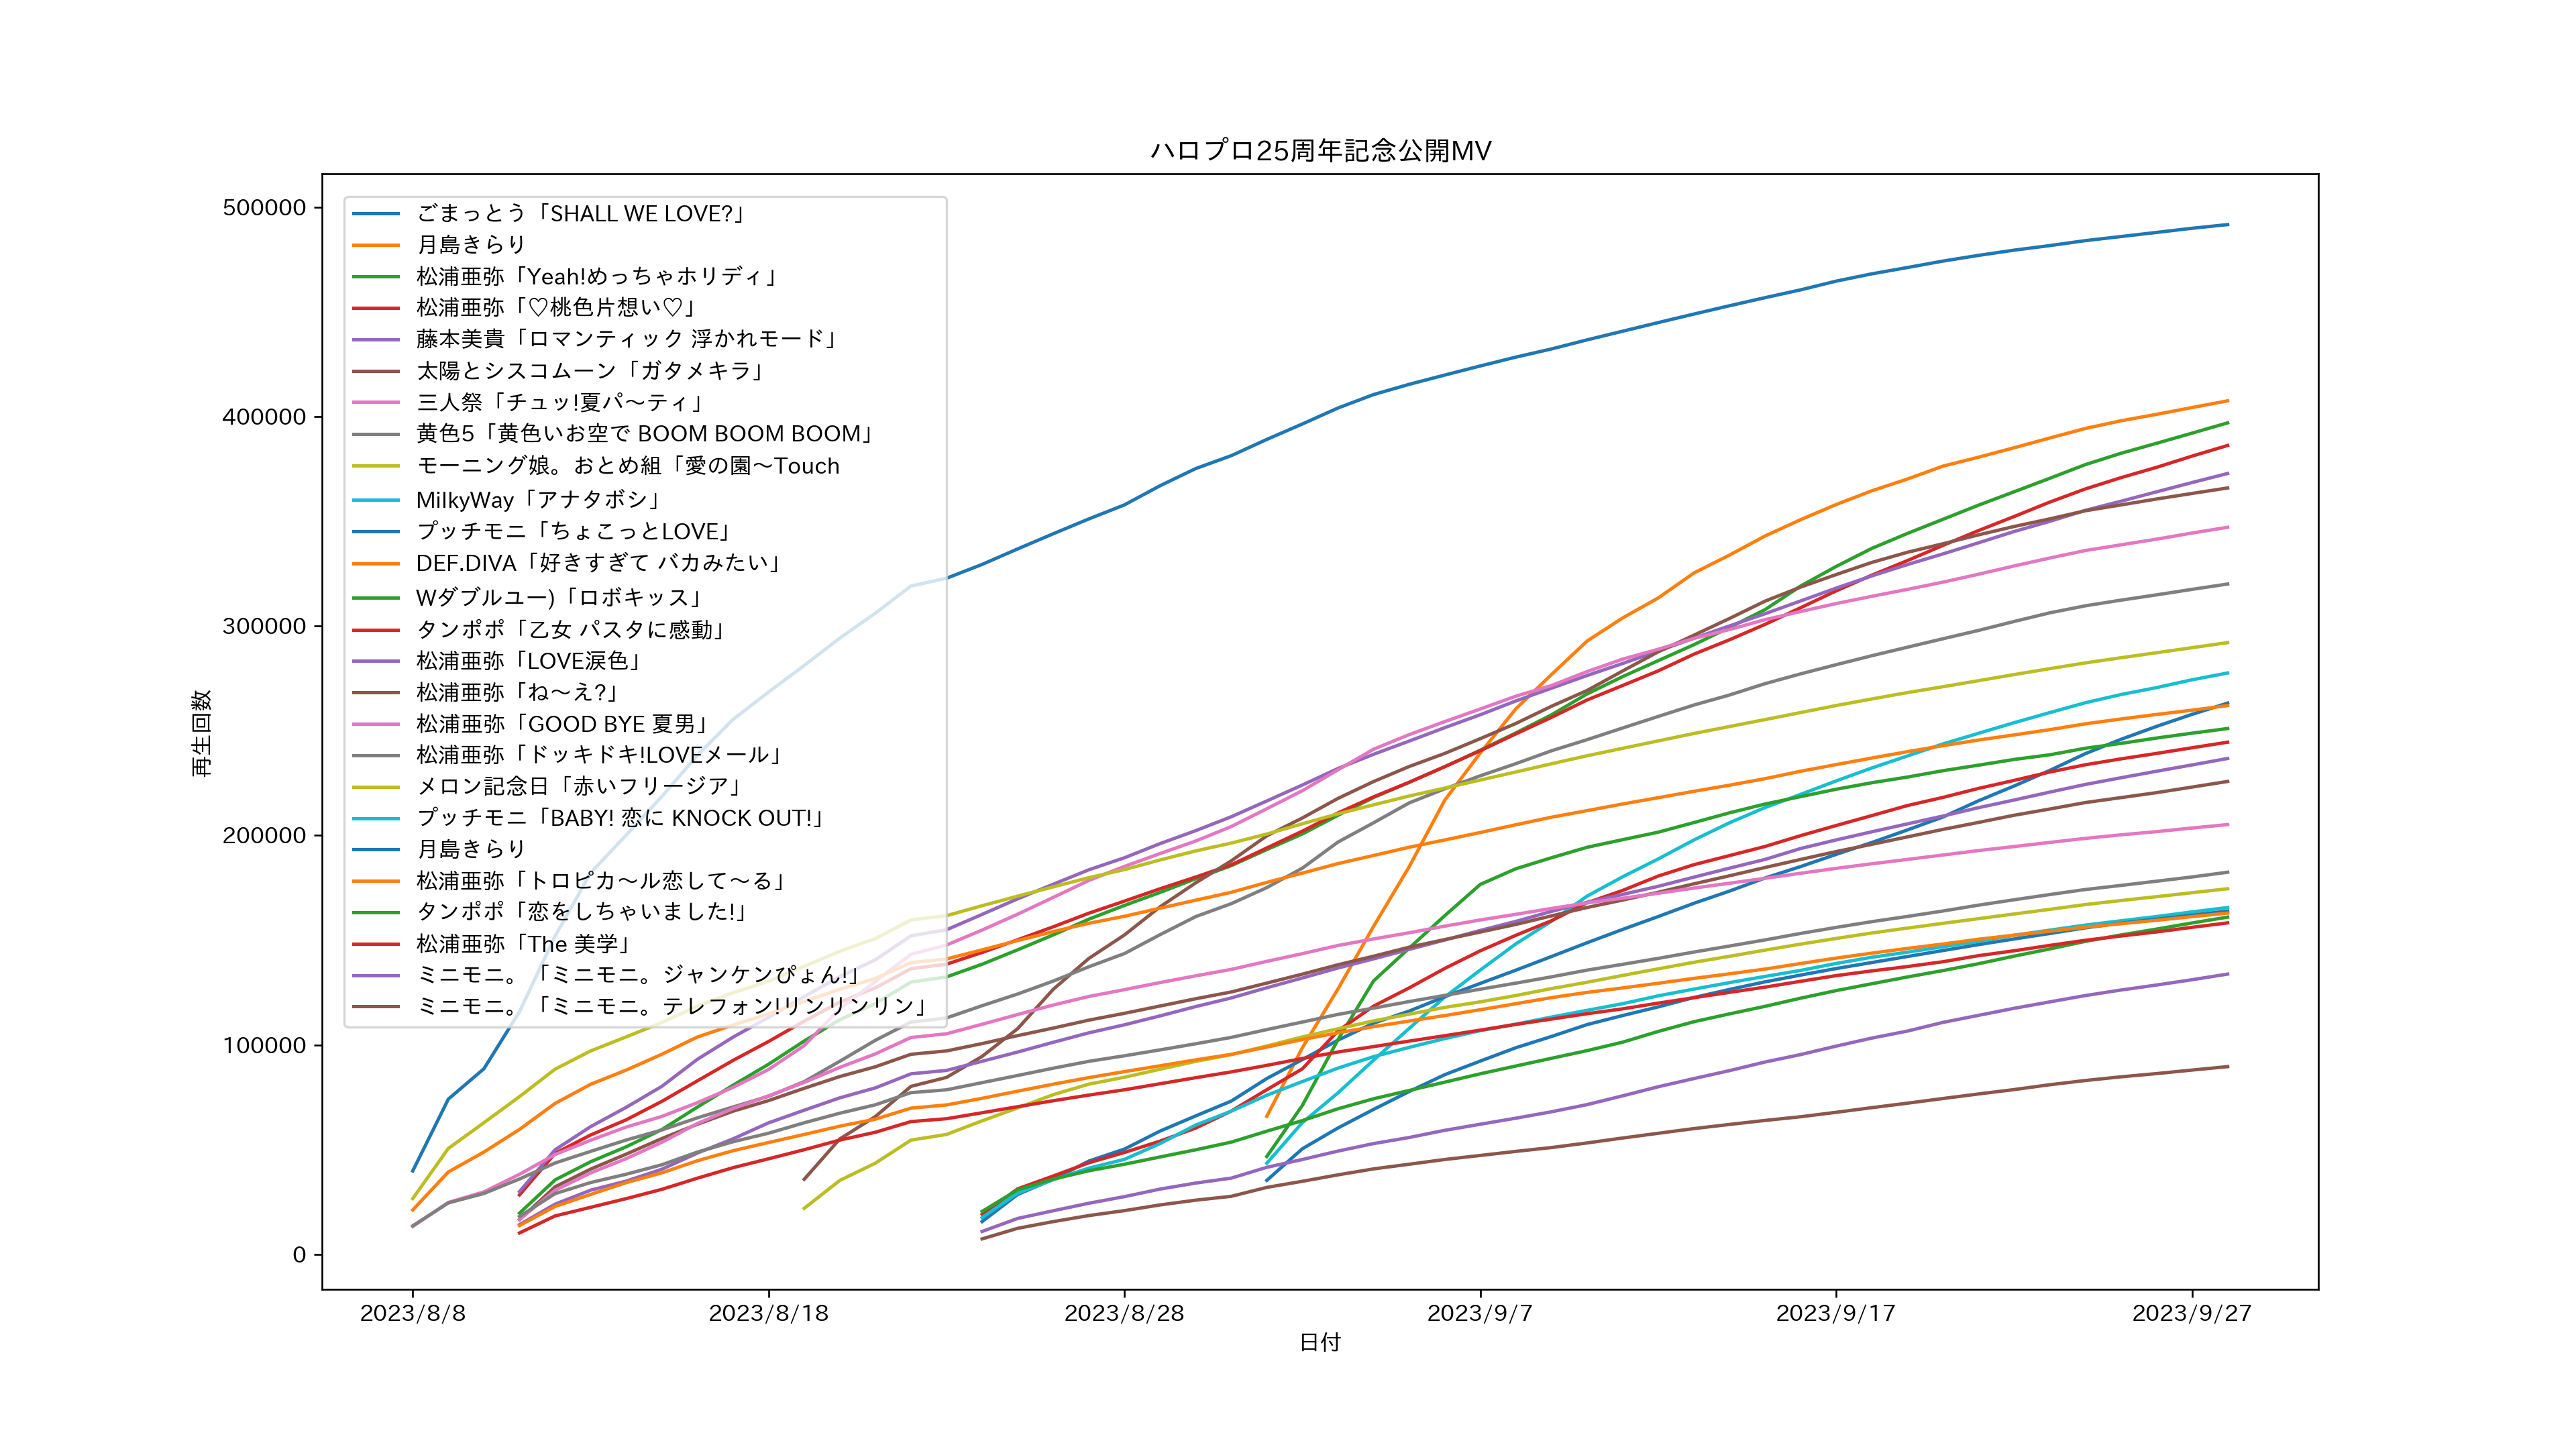 ハロプロ25周年記念公開MV
500000
400000
300000
200000
100000
0
再生回数
ごまっとう「SHALL WE LOVE?」
月島きらり
松浦亜弥「Yeah!めっちゃホリディ」
松浦亜弥「♡桃色片想い♡」
藤本美貴「ロマンティック 浮かれモード」
太陽とシスコムーン「ガタメキラ」
三人祭「チュッ!夏パ〜ティ」
黄色5「黄色いお空で BOOM BOOM BOOM」
モーニング娘。おとめ組「愛の園〜Touch
MilkyWay「アナタボシ」
プッチモニ「ちょこっとLOVE」
DEF.DIVA「好きすぎて バカみたい」
Wダブルユー)「ロボキッス」
タンポポ「乙女 パスタに感動」
松浦亜弥「LOVE涙色」
松浦亜弥「ね〜え?」
松浦亜弥「GOOD BYE 夏男」
松浦亜弥「ドッキドキ!LOVEメール」
メロン記念日「赤いフリージア」
プッチモニ「BABY! 恋に KNOCK OUT!」
月島きらり
松浦亜弥「トロピカ〜ル恋して〜る」
タンポポ「恋をしちゃいました!」
松浦亜弥「The 美学」
ミニモニ。「ミニモニ。ジャンケンぴょん!」
ミニモニ。「ミニモニ。テレフォン!リンリンリン」
2023/8/8
2023/8/18
2023/8/28
2023/9/7
2023/9/17
2023/9/27
日付